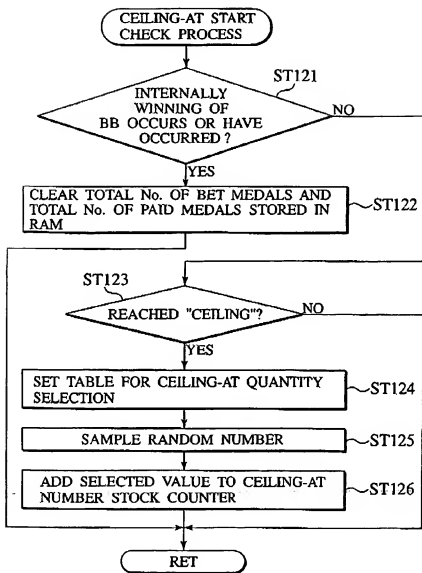 CEILING-AT START
CHECK PROCESS
ST121
INTERNALLY
WINNING OF
BB OCCURS OR HAVE
OCCURRED ?
NO
YES
CLEAR TOTAL No. OF BET MEDALS AND
TOTAL No. OF PAID MEDALS STORED IN
RAM
ST122
ST123
REACHED "CEILING"?
NO
YES
SET TABLE FOR CEILING-AT QUANTITY
SELECTION
ST124
SAMPLE RANDOM NUMBER
ST125
ADD SELECTED VALUE TO CEILING-AT
NUMBER STOCK COUNTER
ST126
RET